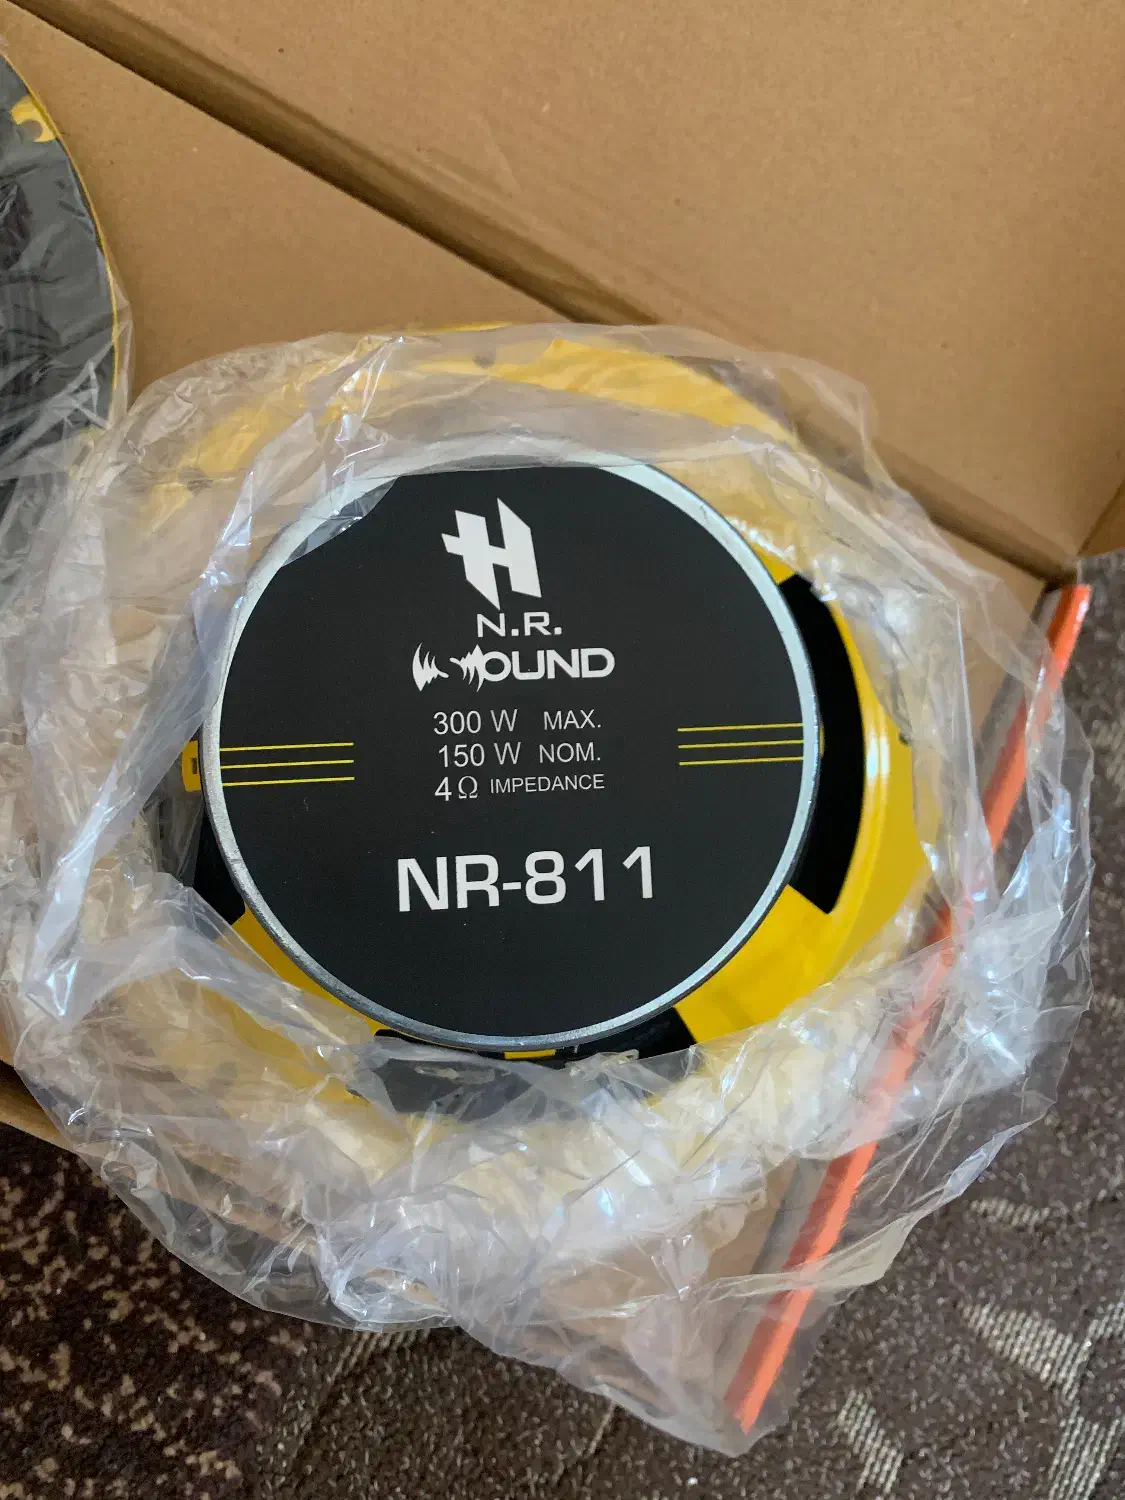 N.R.
SOUND
300 W MAX.
150 W NOM.
4Ω IMPEDANCE
NR-811